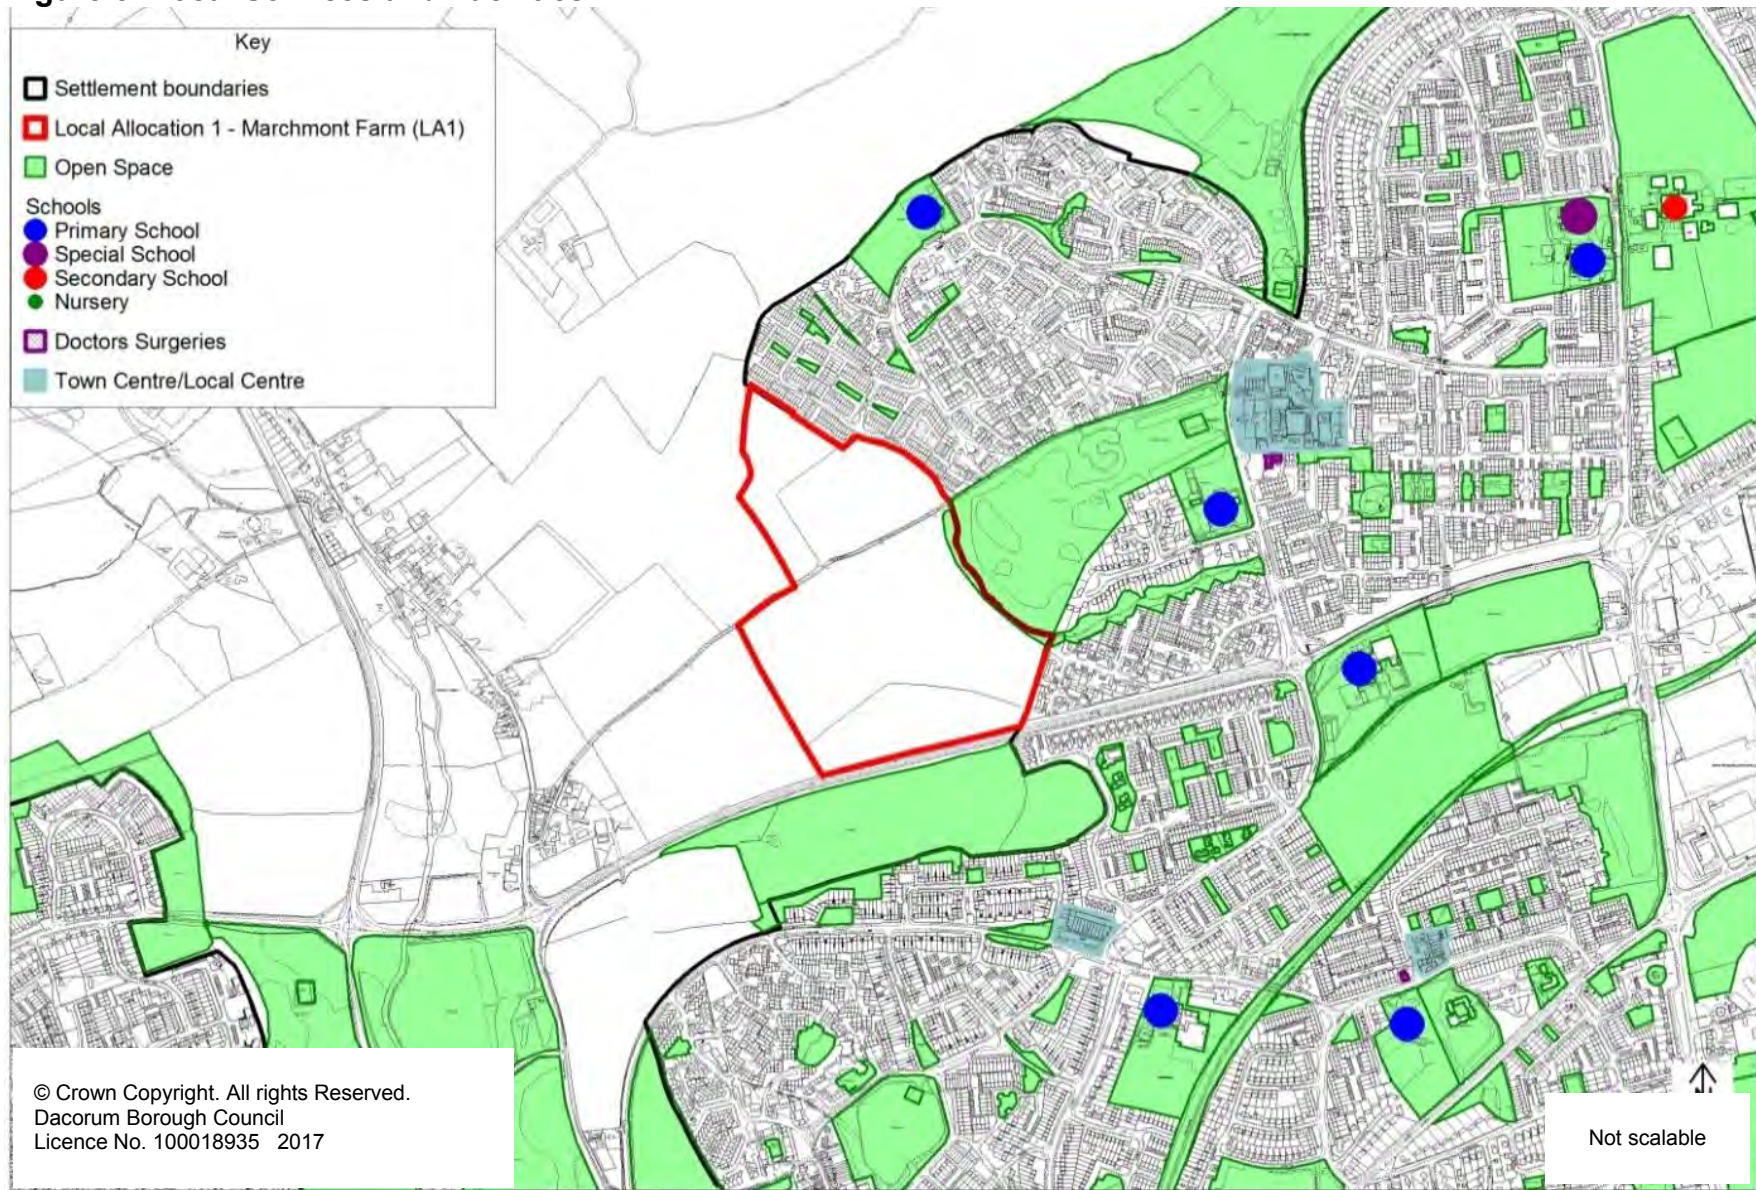 Key
Settlement boundaries
Local Allocation 1 - Marchmont Farm (LA1)
Open Space
Schools
Primary School
Special School
Secondary School
Nursery
Doctors Surgeries
Town Centre/Local Centre
© Crown Copyright. All rights Reserved.
Dacorum Borough Council
Licence No. 100018935 2017
Not scalable